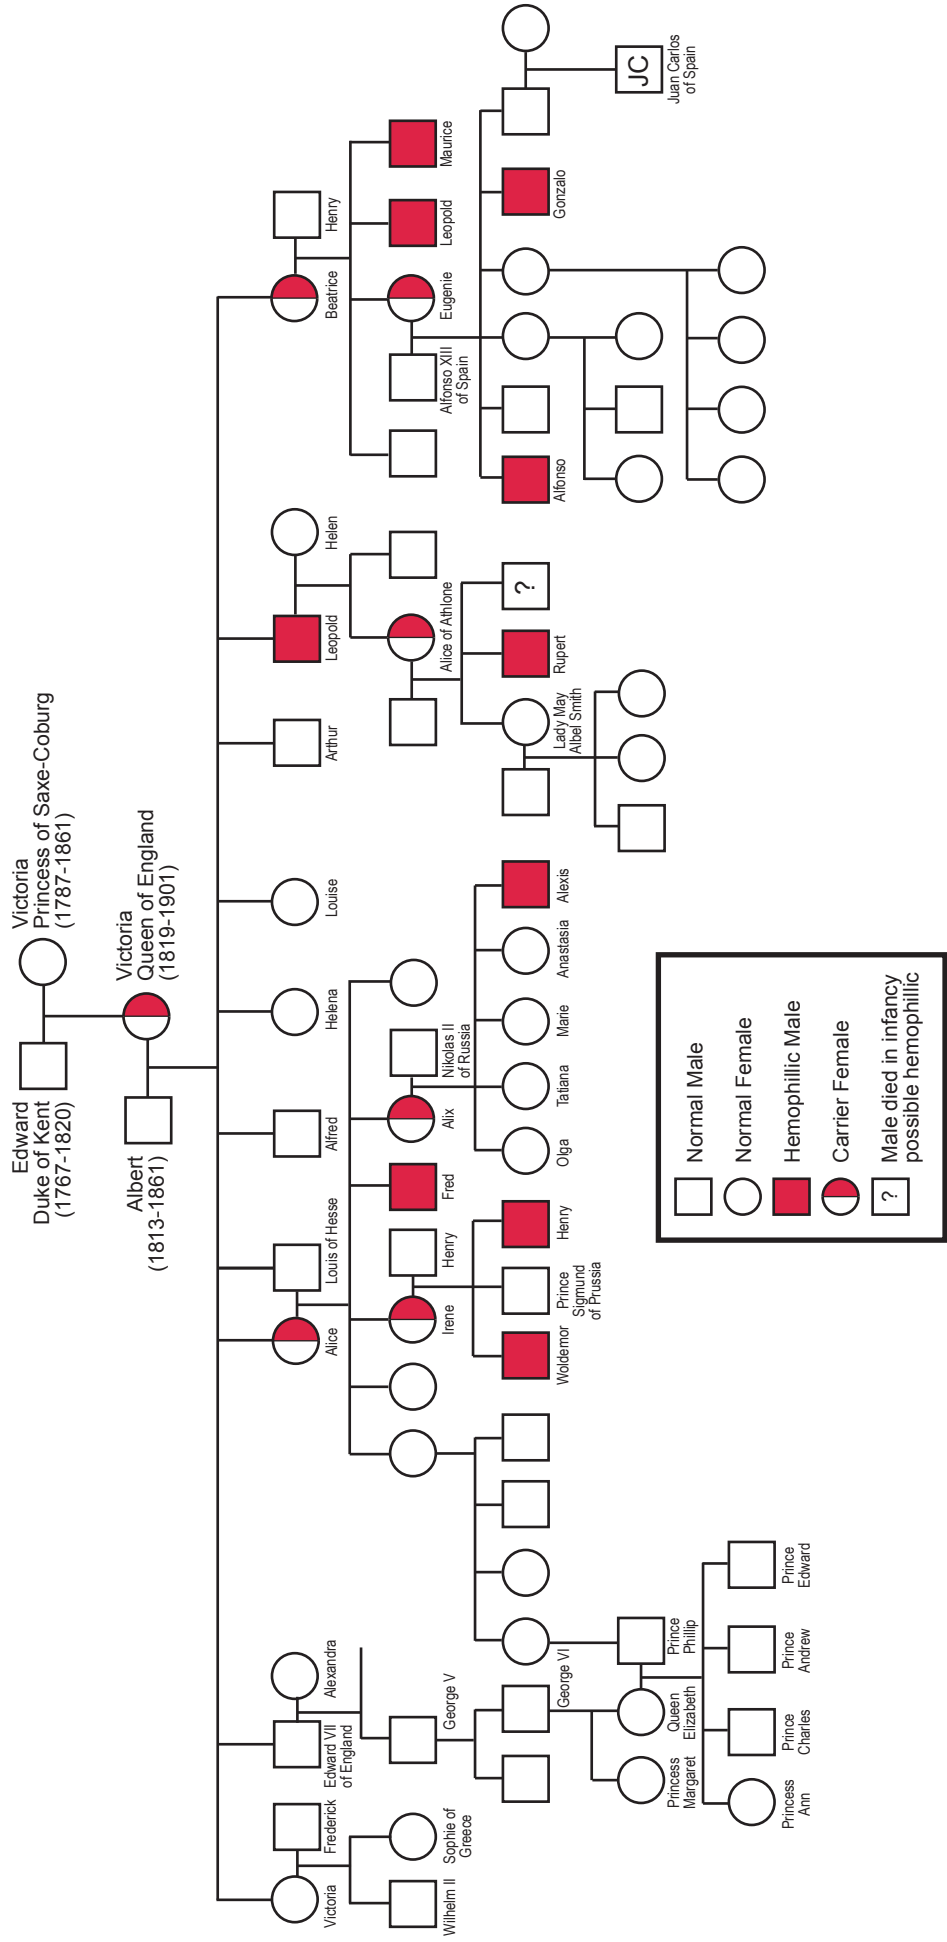 Edward
Duke of Kent
(1767-1820)
Victoria
Princess of Saxe-Coburg
(1787-1861)
Albert
(1813-1861)
Victoria
Queen of England
(1819-1901)
Victoria
Frederick
Edward VII
of England
Alexandra
Alice
Louis of Hesse
Alfred
Helena
Louise
Arthur
Leopold
Helen
Beatrice
Henry
Wilhelm II
Sophie of
Greece
George V
Irene
Henry
Fred
Alix
Nikolas II
of Russia
Alice of Athlone
Alfonso XIII
of Spain
Eugenie
Leopold
Maurice
George VI
Woldemor
Prince
Sigmund
of Prussia
Henry
Olga
Tatiana
Marie
Anastasia
Alexis
Lady May
Albel Smith
Rupert
?
Alfonso
Gonzalo
Princess
Margaret
Queen
Elizabeth
Prince
Phillip
JC
Juan Carlos
of Spain
Princess
Ann
Prince
Charles
Prince
Andrew
Prince
Edward
Normal Male
Normal Female
Hemophillic Male
Carrier Female
?
Male died in infancy
possible hemophillic